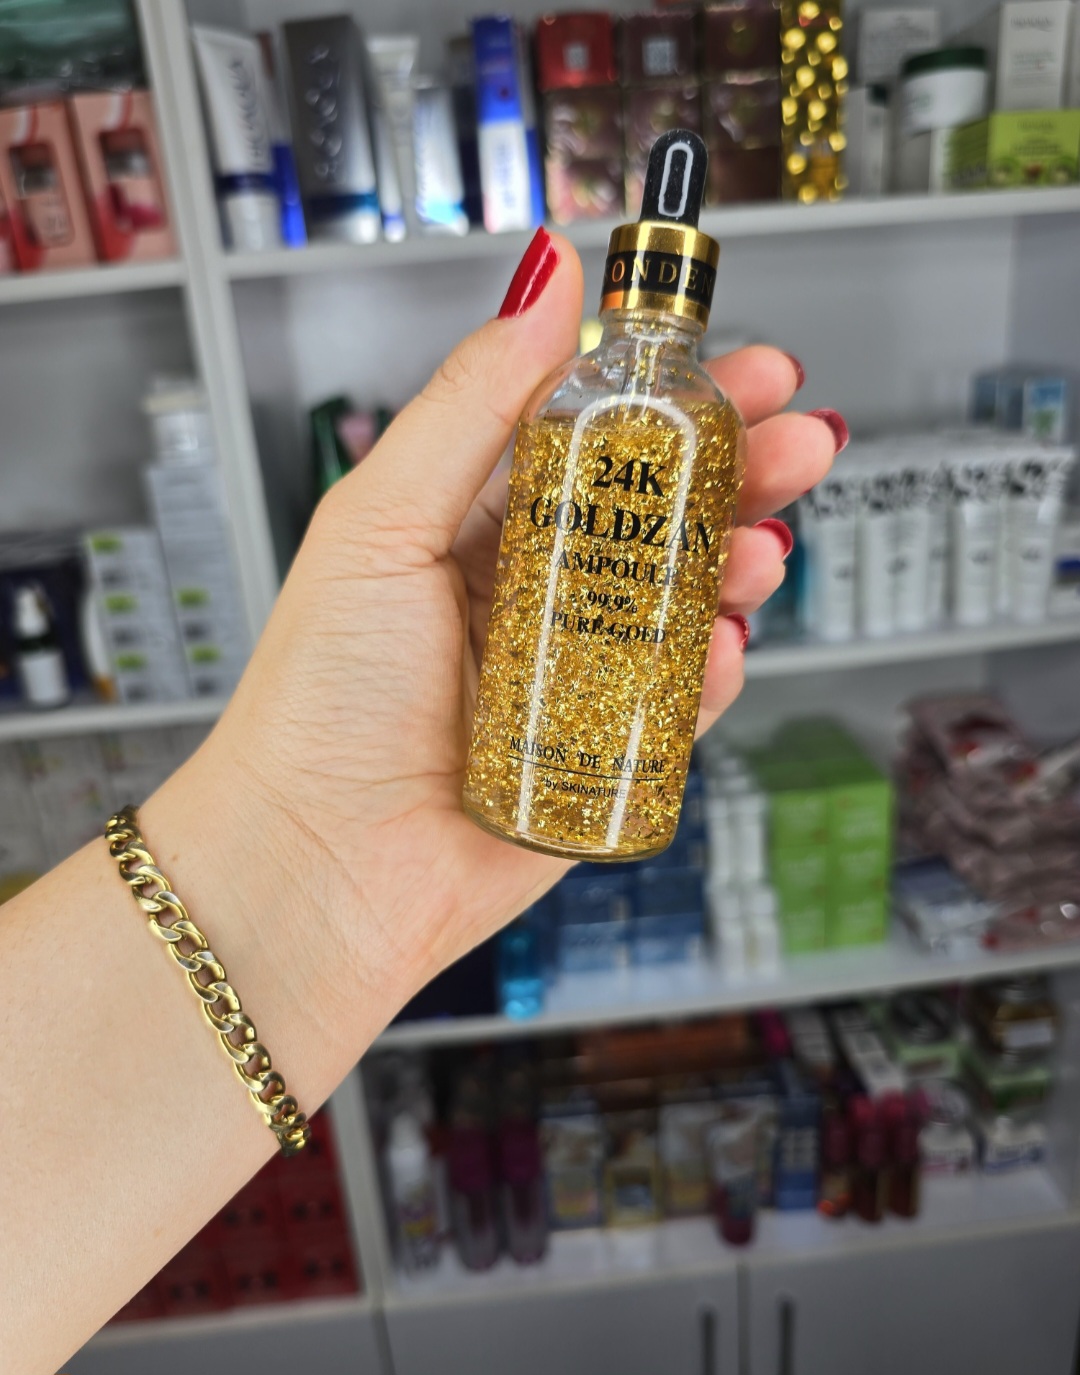 ONDEN
24K
GOLDZAN
AMPOULE
99.9%
PURE GOLD
MAISON DE NATURE
by SKINATURE